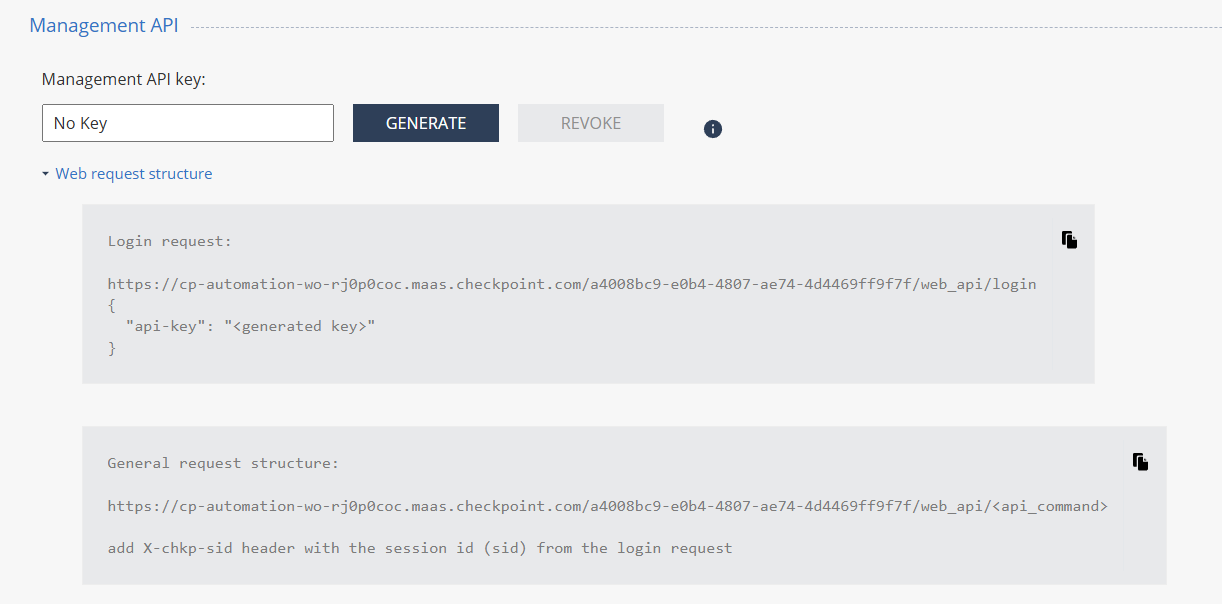 Management API
Management API key:
No Key GENERATE REVOKE
Web request structure
Login request:
https://cp-automation-wo-rj0p0coc.maas.checkpoint.com/a4008bc9-e0b4-4807-ae74-4d4469ff9f7f/web_api/login
{
  "api-key": "<generated key>"
}
General request structure:
https://cp-automation-wo-rj0p0coc.maas.checkpoint.com/a4008bc9-e0b4-4807-ae74-4d4469ff9f7f/web_api/<api_command>
add X-chkp-sid header with the session id (sid) from the login request